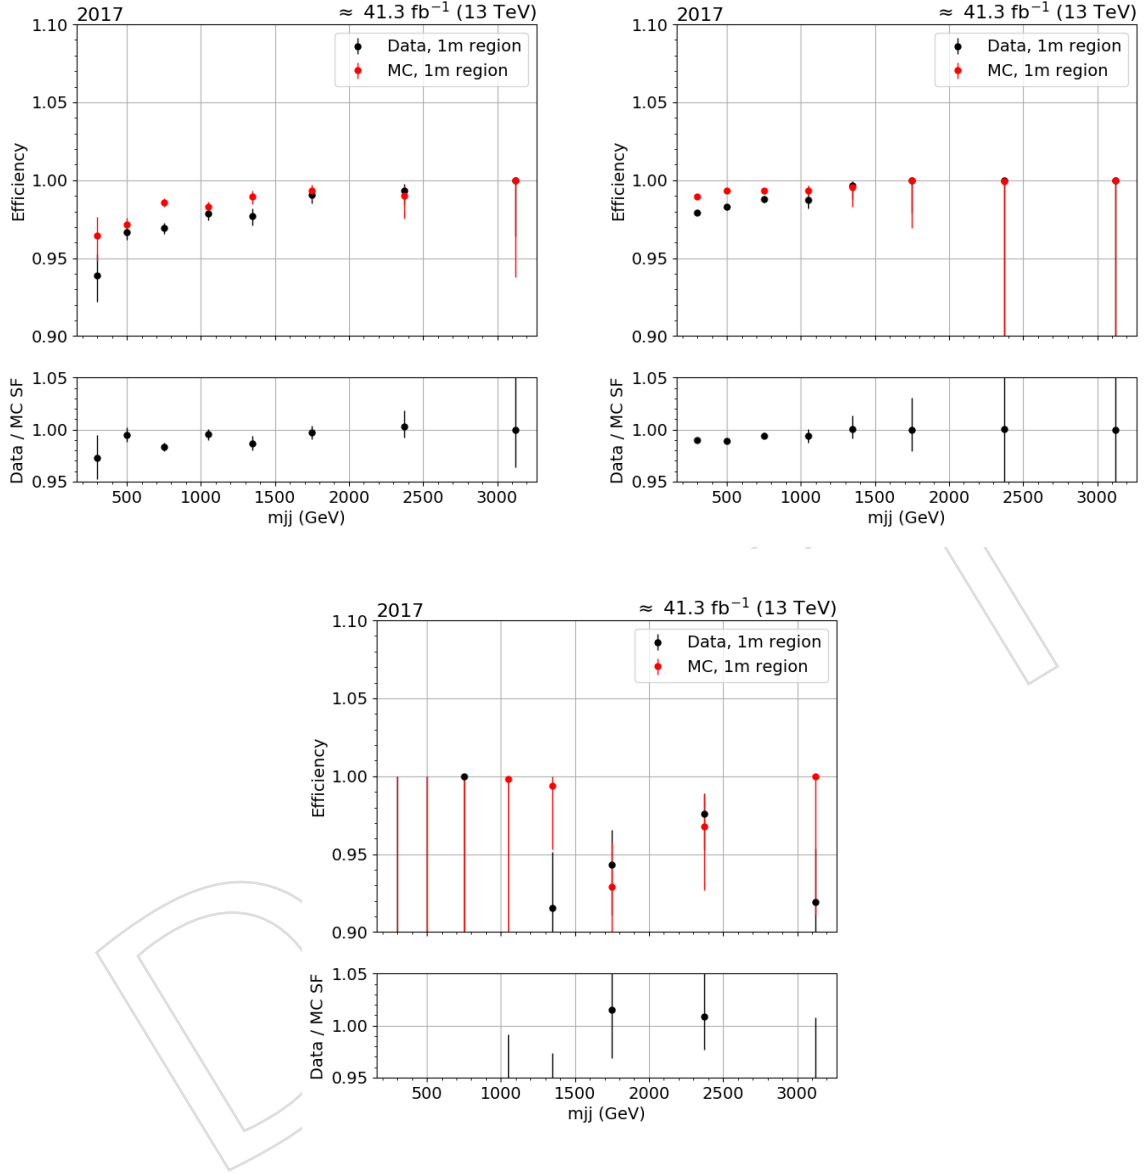 2017 ≈ 41.3 fb⁻¹ (13 TeV)
1.10
Data, 1m region
MC, 1m region
1.05
1.00
0.95
0.90
Efficiency
1.05
1.00
0.95
Data / MC SF
500 1000 1500 2000 2500 3000
mjj (GeV)
2017 ≈ 41.3 fb⁻¹ (13 TeV)
1.10
Data, 1m region
MC, 1m region
1.05
1.00
0.95
0.90
Efficiency
1.05
1.00
0.95
Data / MC SF
500 1000 1500 2000 2500 3000
mjj (GeV)
2017 ≈ 41.3 fb⁻¹ (13 TeV)
1.10
Data, 1m region
MC, 1m region
1.05
1.00
0.95
0.90
Efficiency
1.05
1.00
0.95
Data / MC SF
500 1000 1500 2000 2500 3000
mjj (GeV)